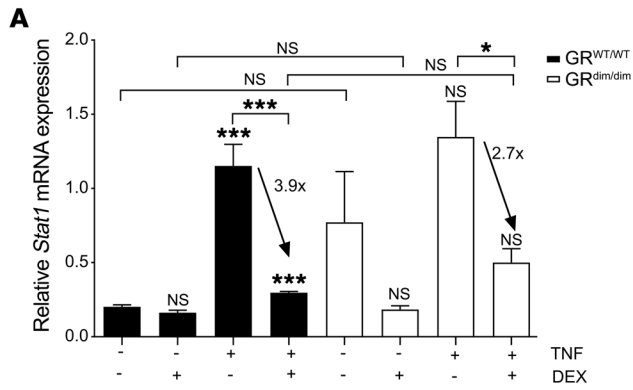 A
2.0
1.5
1.0
0.5
0.0
Relative Stat1 mRNA expression
NS
NS
NS
*
***
***
NS
3.9x
2.7x
NS
***
NS
NS
- - + + - - + + TNF
- + - + - + - + DEX
GRWT/WT
GRdim/dim